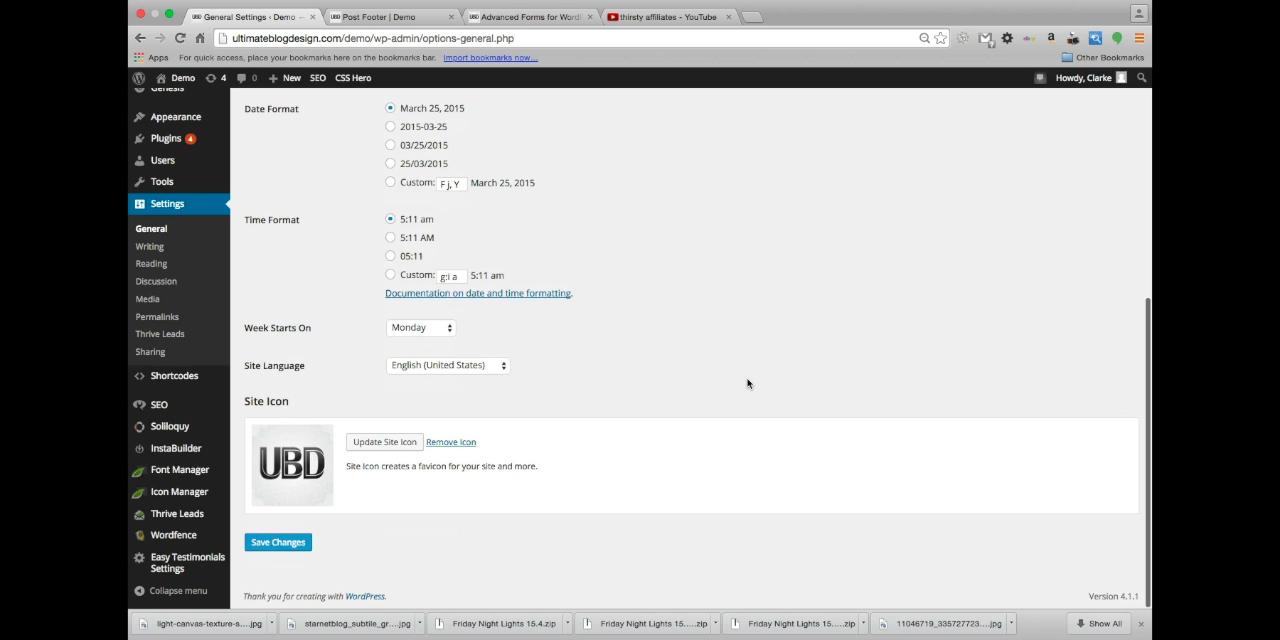 General Settings ‹ Demo —
Post Footer | Demo
Advanced Forms for Word
thirsty affiliates - YouTube
ultimateblogdesign.com/demo/wp-admin/options-general.php
Apps
For quick access, place your bookmarks here on the bookmarks bar.
Import bookmarks now...
Other Bookmarks
Demo
4
0
New
SEO
CSS Hero
Howdy, Clarke
Genesis
Appearance
Plugins 4
Users
Tools
Settings
General
Writing
Reading
Discussion
Media
Permalinks
Thrive Leads
Sharing
Shortcodes
SEO
Soliloquy
InstaBuilder
Font Manager
Icon Manager
Thrive Leads
Wordfence
Easy Testimonials
Settings
Collapse menu
Date Format
March 25, 2015
2015-03-25
03/25/2015
25/03/2015
Custom: F j, Y March 25, 2015
Time Format
5:11 am
5:11 AM
05:11
Custom: g:i a 5:11 am
Documentation on date and time formatting.
Week Starts On
Monday
Site Language
English (United States)
Site Icon
UBD
Update Site Icon
Remove Icon
Site Icon creates a favicon for your site and more.
Save Changes
Thank you for creating with WordPress.
Version 4.1.1
light-canvas-texture-s....jpg
starnetblog_subtile_gr....jpg
Friday Night Lights 15.4.zip
Friday Night Lights 15.....zip
Friday Night Lights 15.....zip
11046719_335727723....jpg
Show All